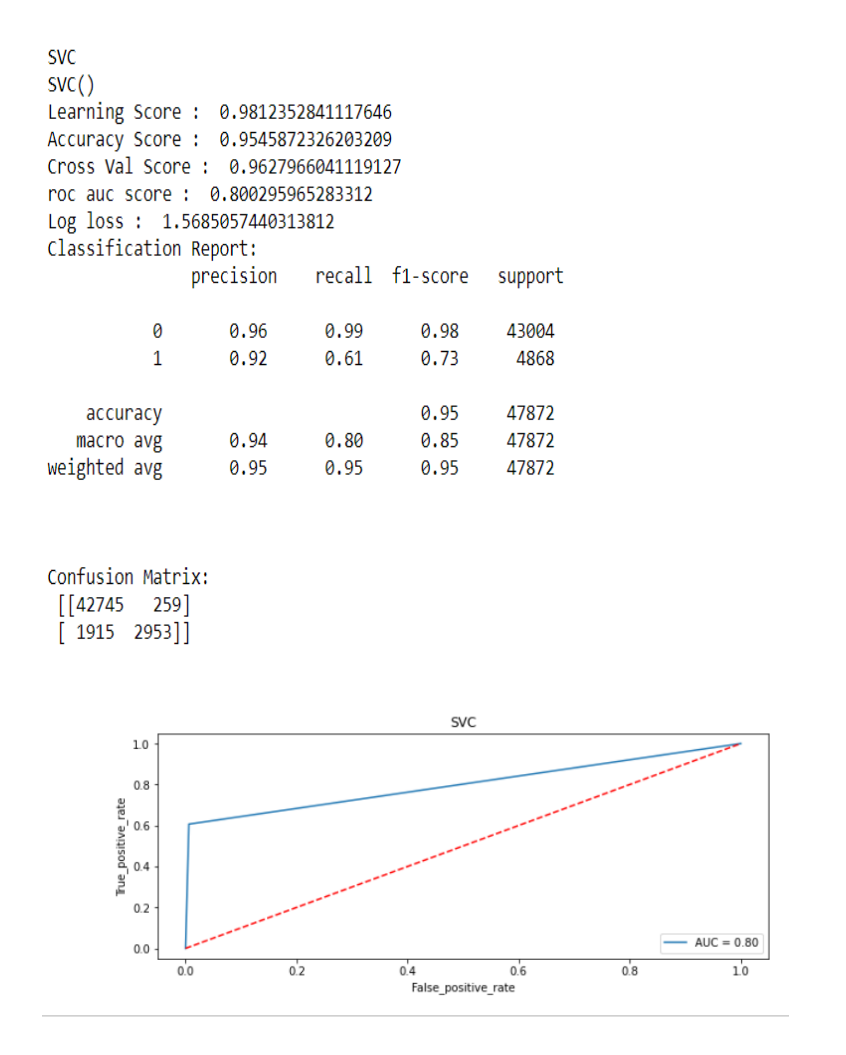 SVC
SVC()
Learning Score :  0.9812352841117646
Accuracy Score :  0.9545872326203209
Cross Val Score :  0.9627966041119127
roc auc score :  0.800295965283312
Log loss :  1.5685057440313812
Classification Report:
precision    recall  f1-score   support
0       0.96      0.99      0.98     43004
1       0.92      0.61      0.73      4868
accuracy                           0.95     47872
macro avg       0.94      0.80      0.85     47872
weighted avg       0.95      0.95      0.95     47872
Confusion Matrix:
[[42745   259]
[ 1915  2953]]
SVC
1.0
0.8
0.6
0.4
0.2
0.0
True_positive_rate
AUC = 0.80
0.0 0.2 0.4 0.6 0.8 1.0
False_positive_rate